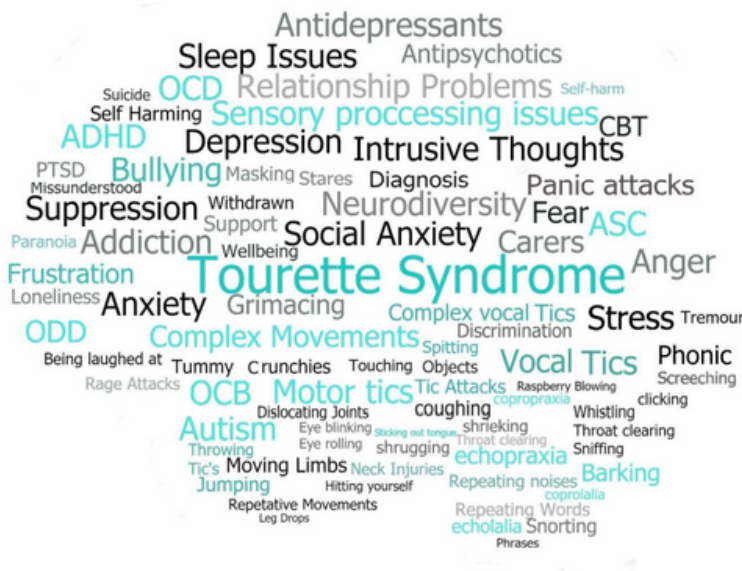 Antidepressants
Sleep Issues Antipsychotics
Suicide OCD Relationship Problems Self-harm
Self Harming Sensory proccessing issues CBT
ADHD Depression Intrusive Thoughts
PTSD Bullying Masking Stares Diagnosis Panic attacks
Missunderstood
Suppression Withdrawn Neurodiversity Fear ASC
Support
Paranoia Addiction Wellbeing Social Anxiety Carers Anger
Frustration Tourette Syndrome
Loneliness Anxiety Grimacing Complex vocal Tics Stress Tremour
ODD Complex Movements Discrimination
Spitting
Being laughed at Tummy Crunchies Touching Objects Vocal Tics Phonic
Rage Attacks OCB Motor tics Tic Attacks Raspberry Blowing Screeching
copropraxia clicking
Dislocating Joints coughing Whistling
Autism Eye blinking Sticking out tongue shrieking Throat clearing
Throwing Eye rolling shrugging Throat clearing Sniffing
echopraxia
Tic's Moving Limbs Neck Injuries Barking
Jumping Hitting yourself Repeating noises
coprolalia
Repetative Movements Repeating Words
Leg Drops echolalia Snorting
Phrases